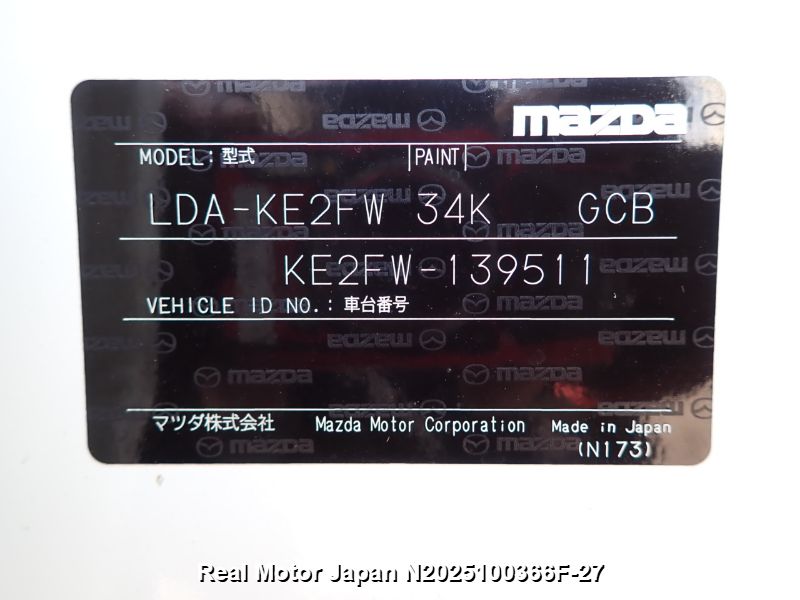 mazda
MODEL: 型式 PAINT
LDA-KE2FW 34K GCB
KE2FW-139511
VEHICLE ID NO.: 車台番号
マツダ株式会社 Mazda Motor Corporation Made in Japan
(N173)
Real Motor Japan N2025100366F-27